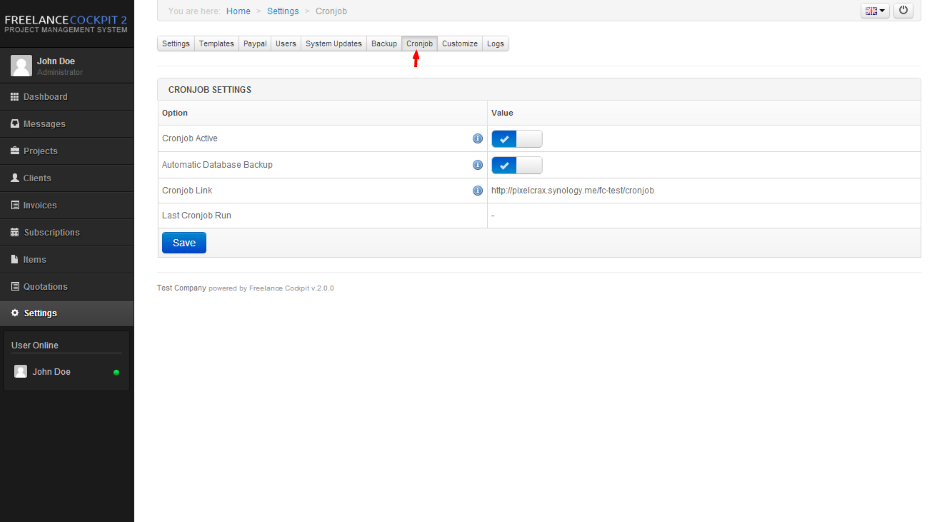 FREELANCECOCKPIT 2
PROJECT MANAGEMENT SYSTEM
John Doe
Administrator
Dashboard
Messages
Projects
Clients
Invoices
Subscriptions
Items
Quotations
Settings
User Online
John Doe
You are here: Home > Settings > Cronjob
Settings Templates Paypal Users System Updates Backup Cronjob Customize Logs
CRONJOB SETTINGS
Option Value
Cronjob Active
Automatic Database Backup
Cronjob Link http://pixelcrax.synology.me/fc-test/cronjob
Last Cronjob Run -
Save
Test Company powered by Freelance Cockpit v.2.0.0